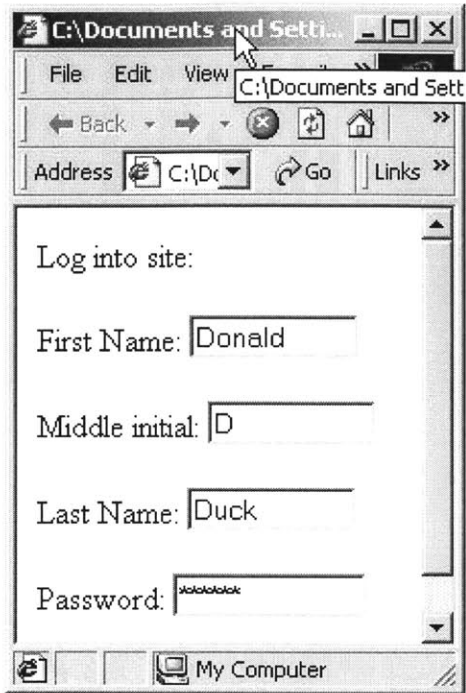 C:\Documents and Setti...
File Edit View
C:\Documents and Sett
Back
Address C:\Do Go Links
Log into site:
First Name: Donald
Middle initial: D
Last Name: Duck
Password: *******
My Computer